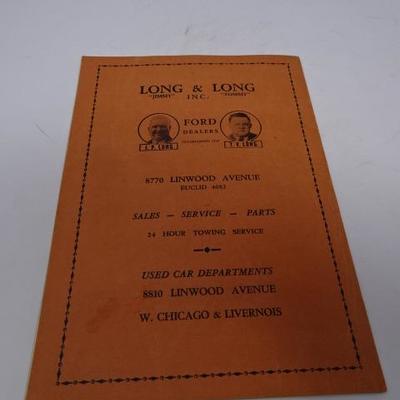 LONG & LONG
"JIMMY" INC. "TOMMY"
FORD
DEALERS
J. P. LONG T. V. LONG
8770 LINWOOD AVENUE
EUCLID 4082
SALES — SERVICE — PARTS
24 HOUR TOWING SERVICE
USED CAR DEPARTMENTS
8810 LINWOOD AVENUE
W. CHICAGO & LIVERNOIS